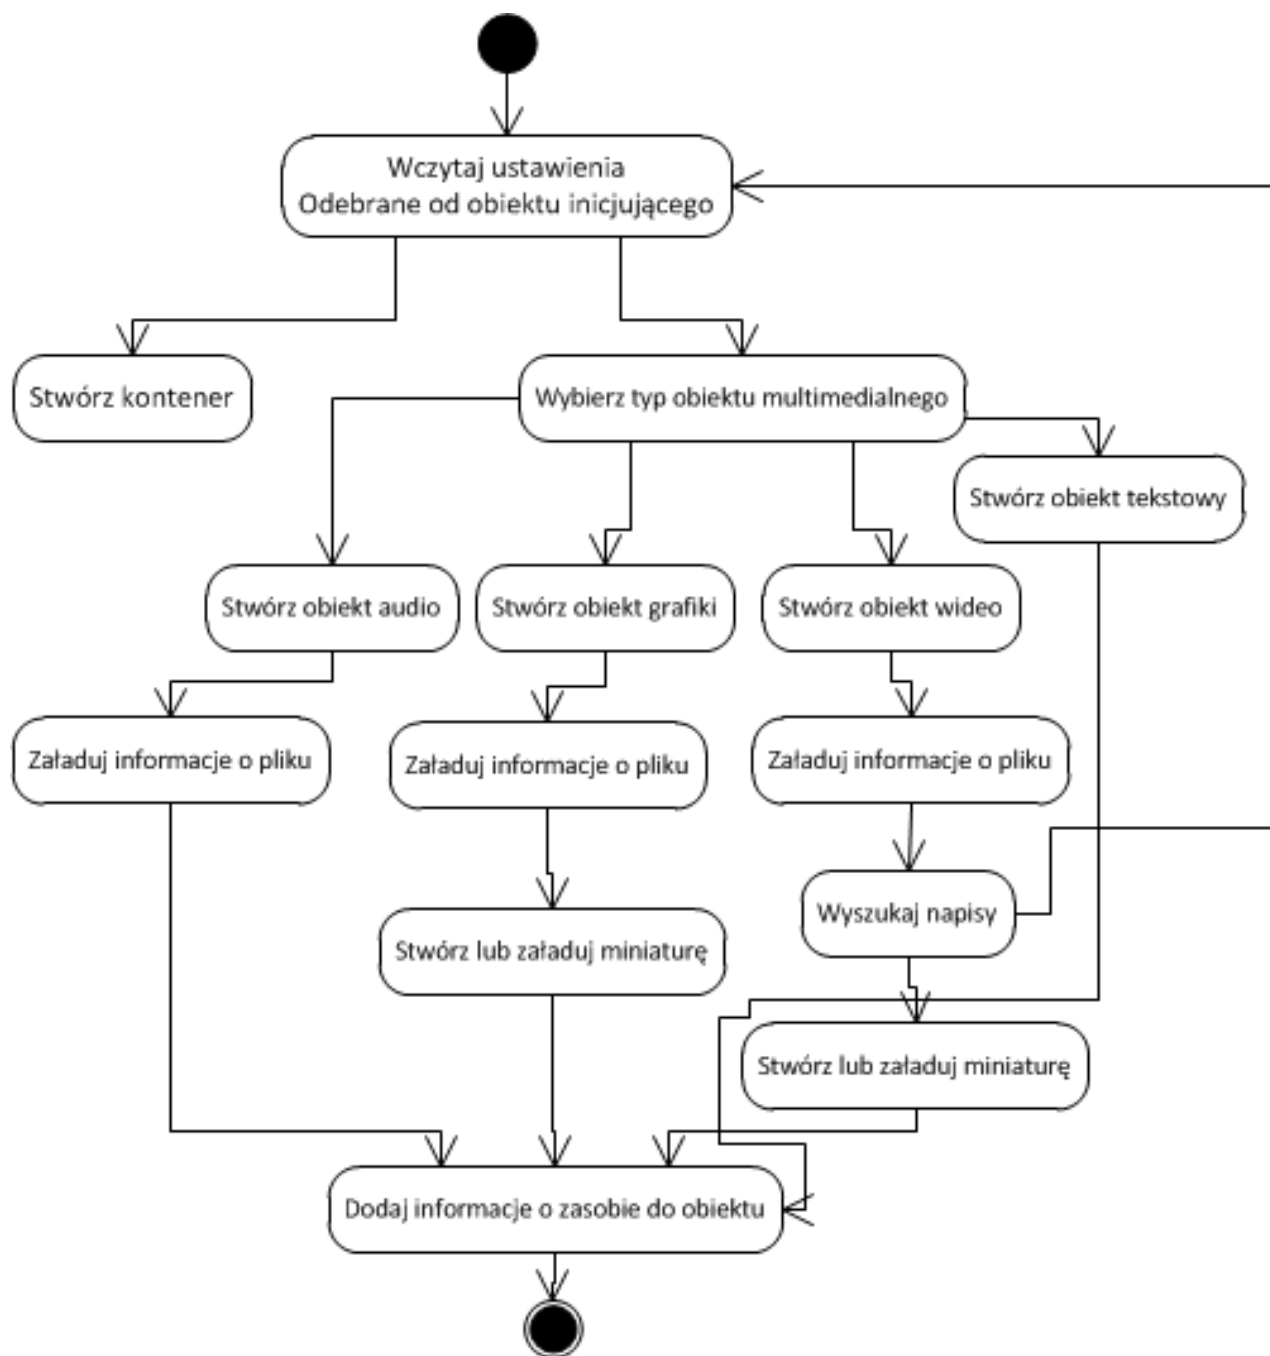 Wczytaj ustawienia
Odebrane od obiektu inicjującego
Stwórz kontener
Wybierz typ obiektu multimedialnego
Stwórz obiekt tekstowy
Stwórz obiekt audio
Stwórz obiekt grafiki
Stwórz obiekt wideo
Załaduj informacje o pliku
Załaduj informacje o pliku
Załaduj informacje o pliku
Wyszukaj napisy
Stwórz lub załaduj miniaturę
Stwórz lub załaduj miniaturę
Dodaj informacje o zasobie do obiektu